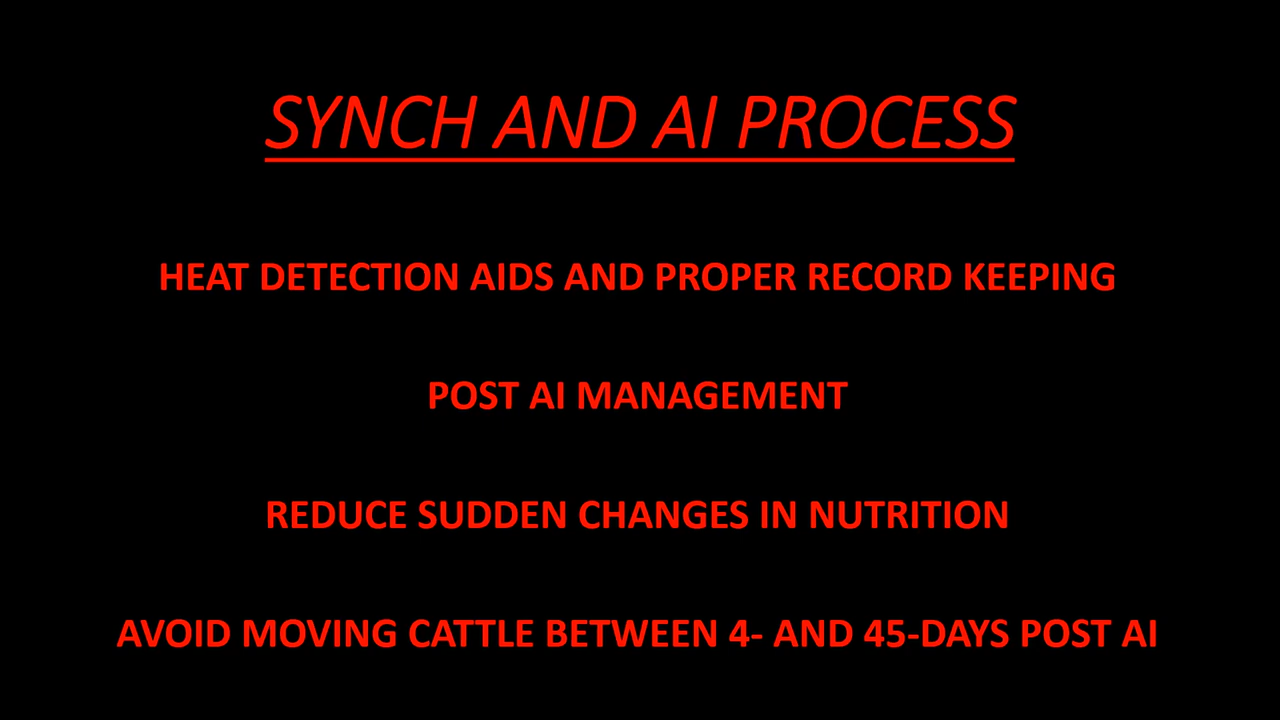 SYNCH AND AI PROCESS
HEAT DETECTION AIDS AND PROPER RECORD KEEPING
POST AI MANAGEMENT
REDUCE SUDDEN CHANGES IN NUTRITION
AVOID MOVING CATTLE BETWEEN 4- AND 45-DAYS POST AI